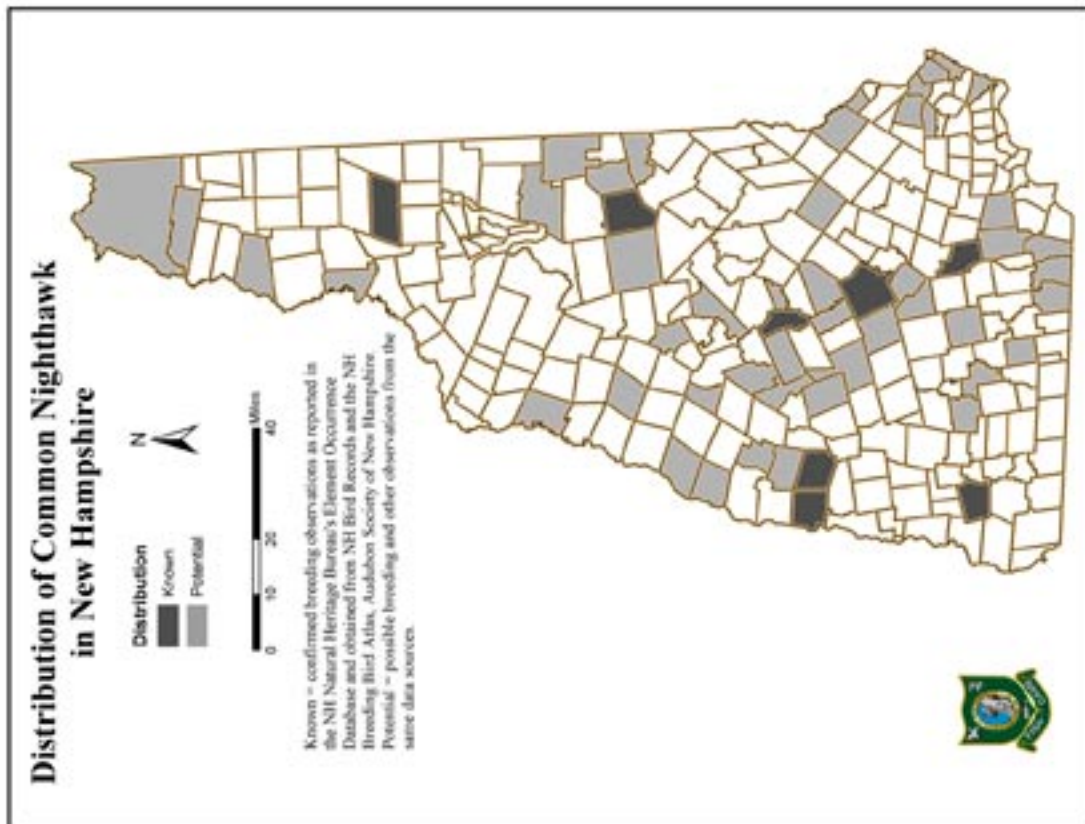 Distribution of Common Nighthawk
in New Hampshire
N
Miles
0 10 20 40
Distribution
Known
Potential
Known = confirmed breeding observations as reported in
the NH Natural Heritage Bureau's Element Occurrence
Database and obtained from NH Bird Records and the NH
Breeding Bird Atlas, Audubon Society of New Hampshire.
Potential = possible breeding and other observations from the
same data sources.